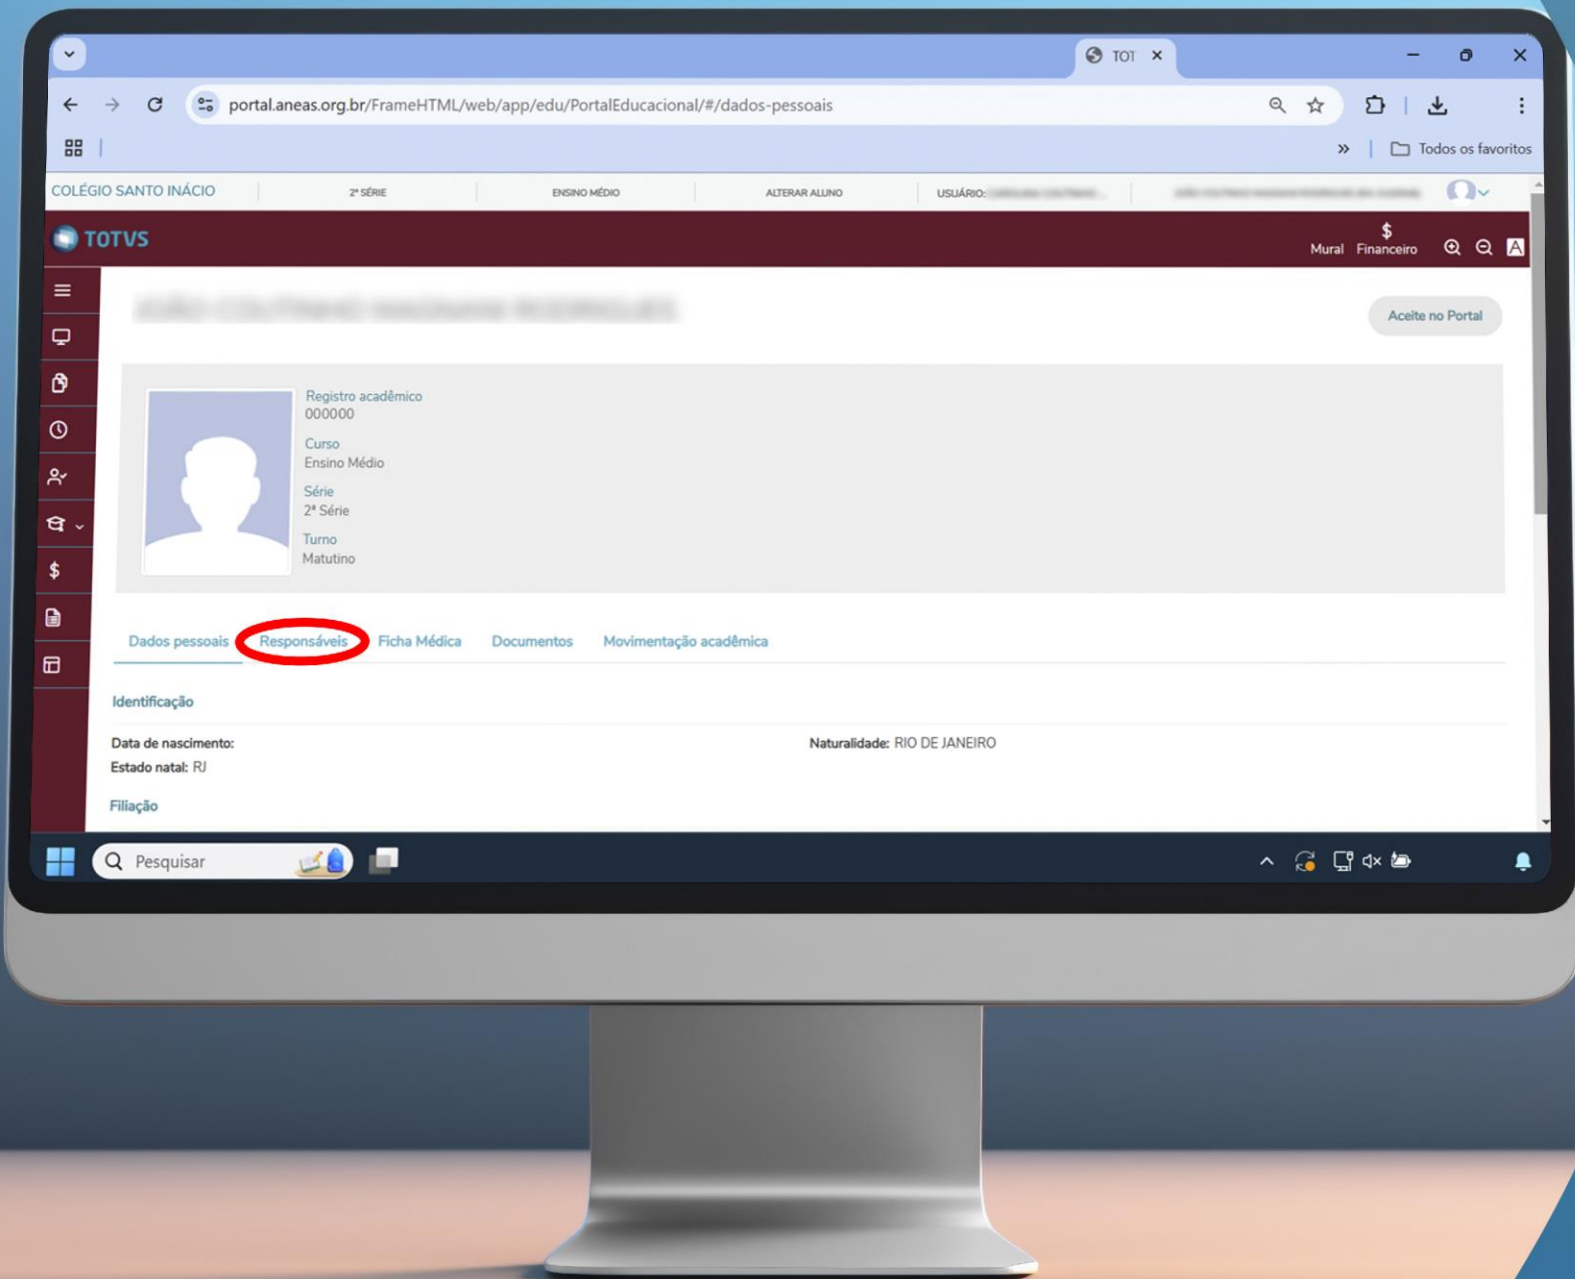 TOT
portal.aneas.org.br/FrameHTML/web/app/edu/PortalEducacional/#/dados-pessoais
Todos os favoritos
COLÉGIO SANTO INÁCIO 2ª SÉRIE ENSINO MÉDIO ALTERAR ALUNO USUÁRIO:
TOTVS
$
Mural Financeiro A
Aceite no Portal
Registro acadêmico
000000
Curso
Ensino Médio
Série
2ª Série
Turno
Matutino
$
Dados pessoais Responsáveis Ficha Médica Documentos Movimentação acadêmica
Identificação
Data de nascimento: Naturalidade: RIO DE JANEIRO
Estado natal: RJ
Filiação
Pesquisar